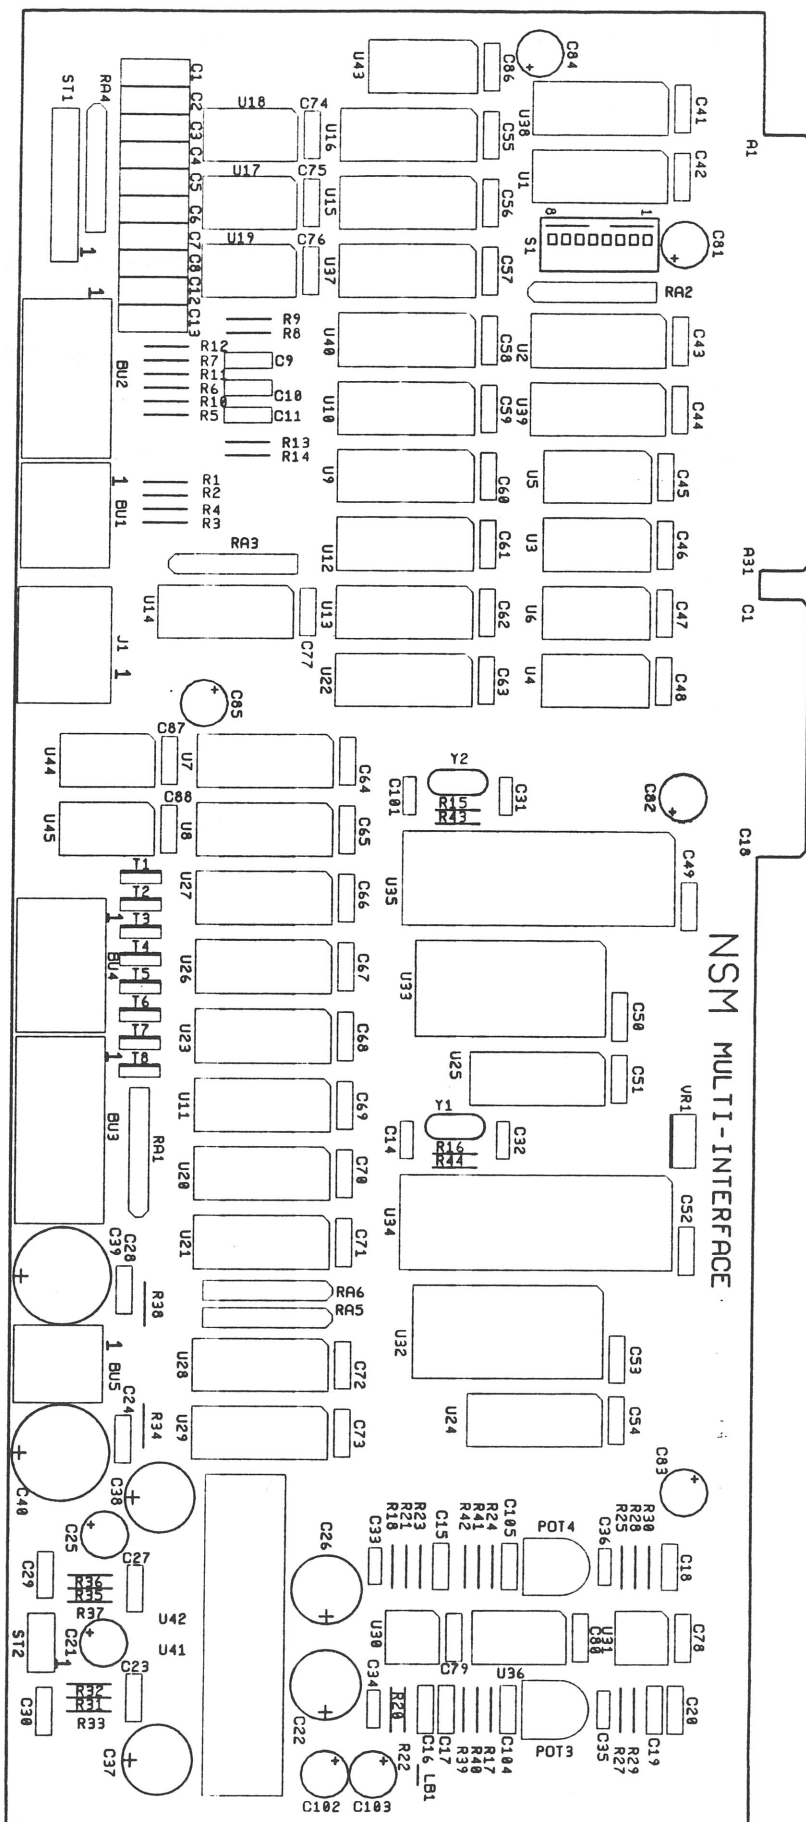 U43
C86
C84
ST1
RA4
C1
C2
C3
C4
C5
C6
C7
C8
C12
C13
U18
C74
U16
C55
U38
C41
A1
U17
C75
U15
C56
U1
C42
U19
C76
U37
C57
S1
8
1
C81
RA2
1
1
BU2
R9
R8
R12
R7
R11
R6
R10
R5
C9
C10
C11
R13
R14
U40
C58
U2
C43
U10
C59
U39
C44
U9
C60
U5
C45
1
BU1
R1
R2
R4
R3
RA3
U12
C61
U3
C46
A31
C1
J1
1
U14
C77
U13
C62
U6
C47
U22
C63
U4
C48
C85
U44
C87
U7
C64
Y2
C101
R15
R43
C31
C82
U45
C88
U8
C65
C18
T1
T2
T3
T4
T5
T6
T7
T8
U27
C66
U35
C49
1
BU4
U26
C67
U33
C50
NSM MULTI-INTERFACE
U23
C68
U25
C51
1
BU3
RA1
U11
C69
Y1
C14
R16
R44
C32
VR1
U20
C70
U34
C52
C39
C28
R38
U21
C71
RA6
RA5
1
BU5
U28
C72
U32
C53
C24
R34
U29
C73
U24
C54
C40
C38
C83
C25
C26
C33
R18
R21
R23
C15
R42
R41
R24
C105
POT4
C36
R25
R28
R30
C18
C29
R36
R35
R37
C27
U42
U41
ST2
1
C21
U30
C79
U36
C80
U31
C78
C30
R32
R31
R33
C23
C22
C34
R20
R22
C16
C17
R39
R40
R17
C104
POT3
C35
R27
R29
C19
C20
C37
C102
C103
LB1